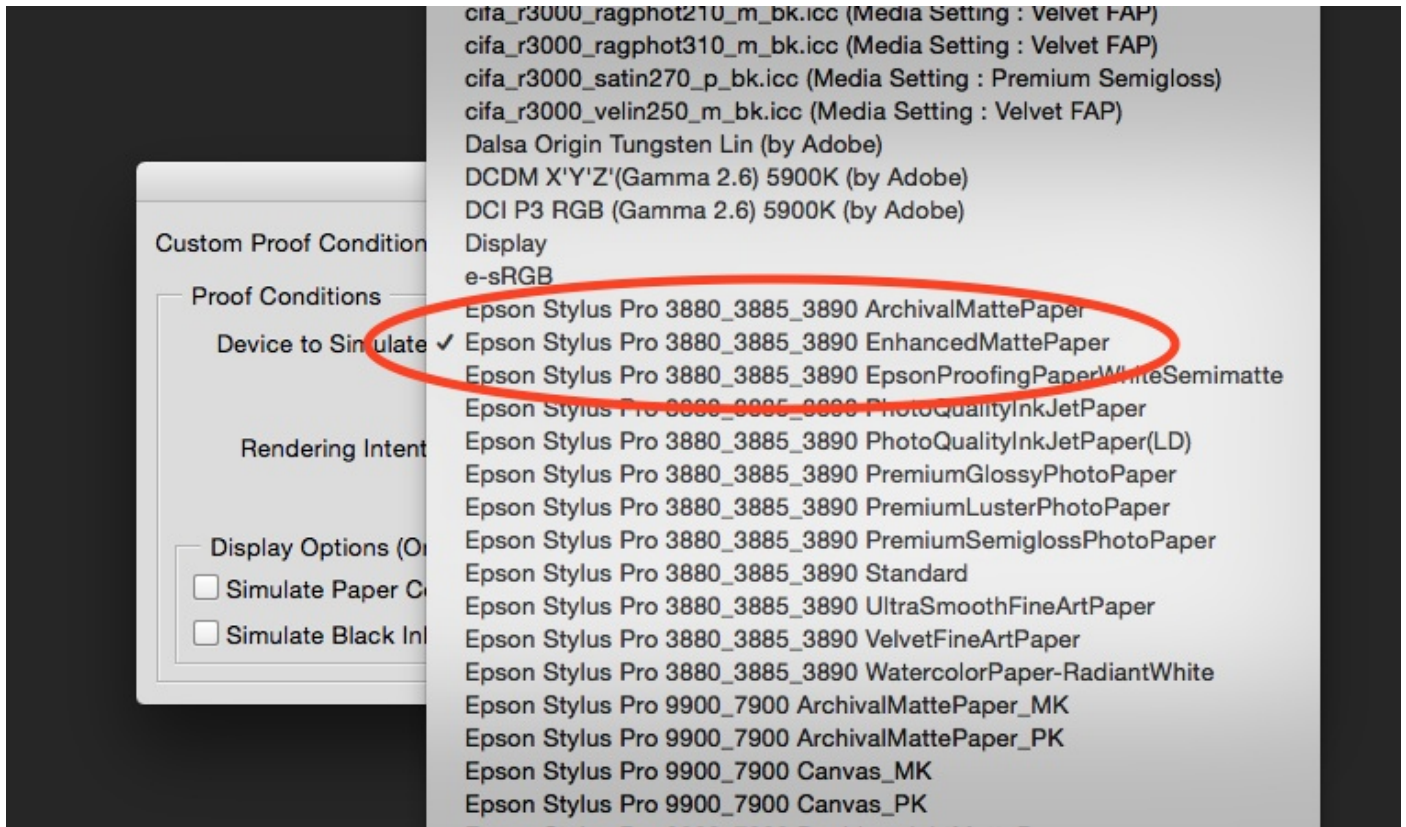 cifa_r3000_ragphot210_m_bk.icc (Media Setting : Velvet FAP)
cifa_r3000_ragphot310_m_bk.icc (Media Setting : Velvet FAP)
cifa_r3000_satin270_p_bk.icc (Media Setting : Premium Semigloss)
cifa_r3000_velin250_m_bk.icc (Media Setting : Velvet FAP)
Dalsa Origin Tungsten Lin (by Adobe)
DCDM X'Y'Z'(Gamma 2.6) 5900K (by Adobe)
DCI P3 RGB (Gamma 2.6) 5900K (by Adobe)
Custom Proof Condition
Display
e-sRGB
Proof Conditions
Epson Stylus Pro 3880_3885_3890 ArchivalMattePaper
Device to Simulate ✓ Epson Stylus Pro 3880_3885_3890 EnhancedMattePaper
Epson Stylus Pro 3880_3885_3890 EpsonProofingPaperWhiteSemimatte
Epson Stylus Pro 3880_3885_3890 PhotoQualityInkJetPaper
Epson Stylus Pro 3880_3885_3890 PhotoQualityInkJetPaper(LD)
Rendering Intent
Epson Stylus Pro 3880_3885_3890 PremiumGlossyPhotoPaper
Epson Stylus Pro 3880_3885_3890 PremiumLusterPhotoPaper
Epson Stylus Pro 3880_3885_3890 PremiumSemiglossPhotoPaper
Display Options (O
Epson Stylus Pro 3880_3885_3890 Standard
Simulate Paper C
Epson Stylus Pro 3880_3885_3890 UltraSmoothFineArtPaper
Simulate Black In
Epson Stylus Pro 3880_3885_3890 VelvetFineArtPaper
Epson Stylus Pro 3880_3885_3890 WatercolorPaper-RadiantWhite
Epson Stylus Pro 9900_7900 ArchivalMattePaper_MK
Epson Stylus Pro 9900_7900 ArchivalMattePaper_PK
Epson Stylus Pro 9900_7900 Canvas_MK
Epson Stylus Pro 9900_7900 Canvas_PK